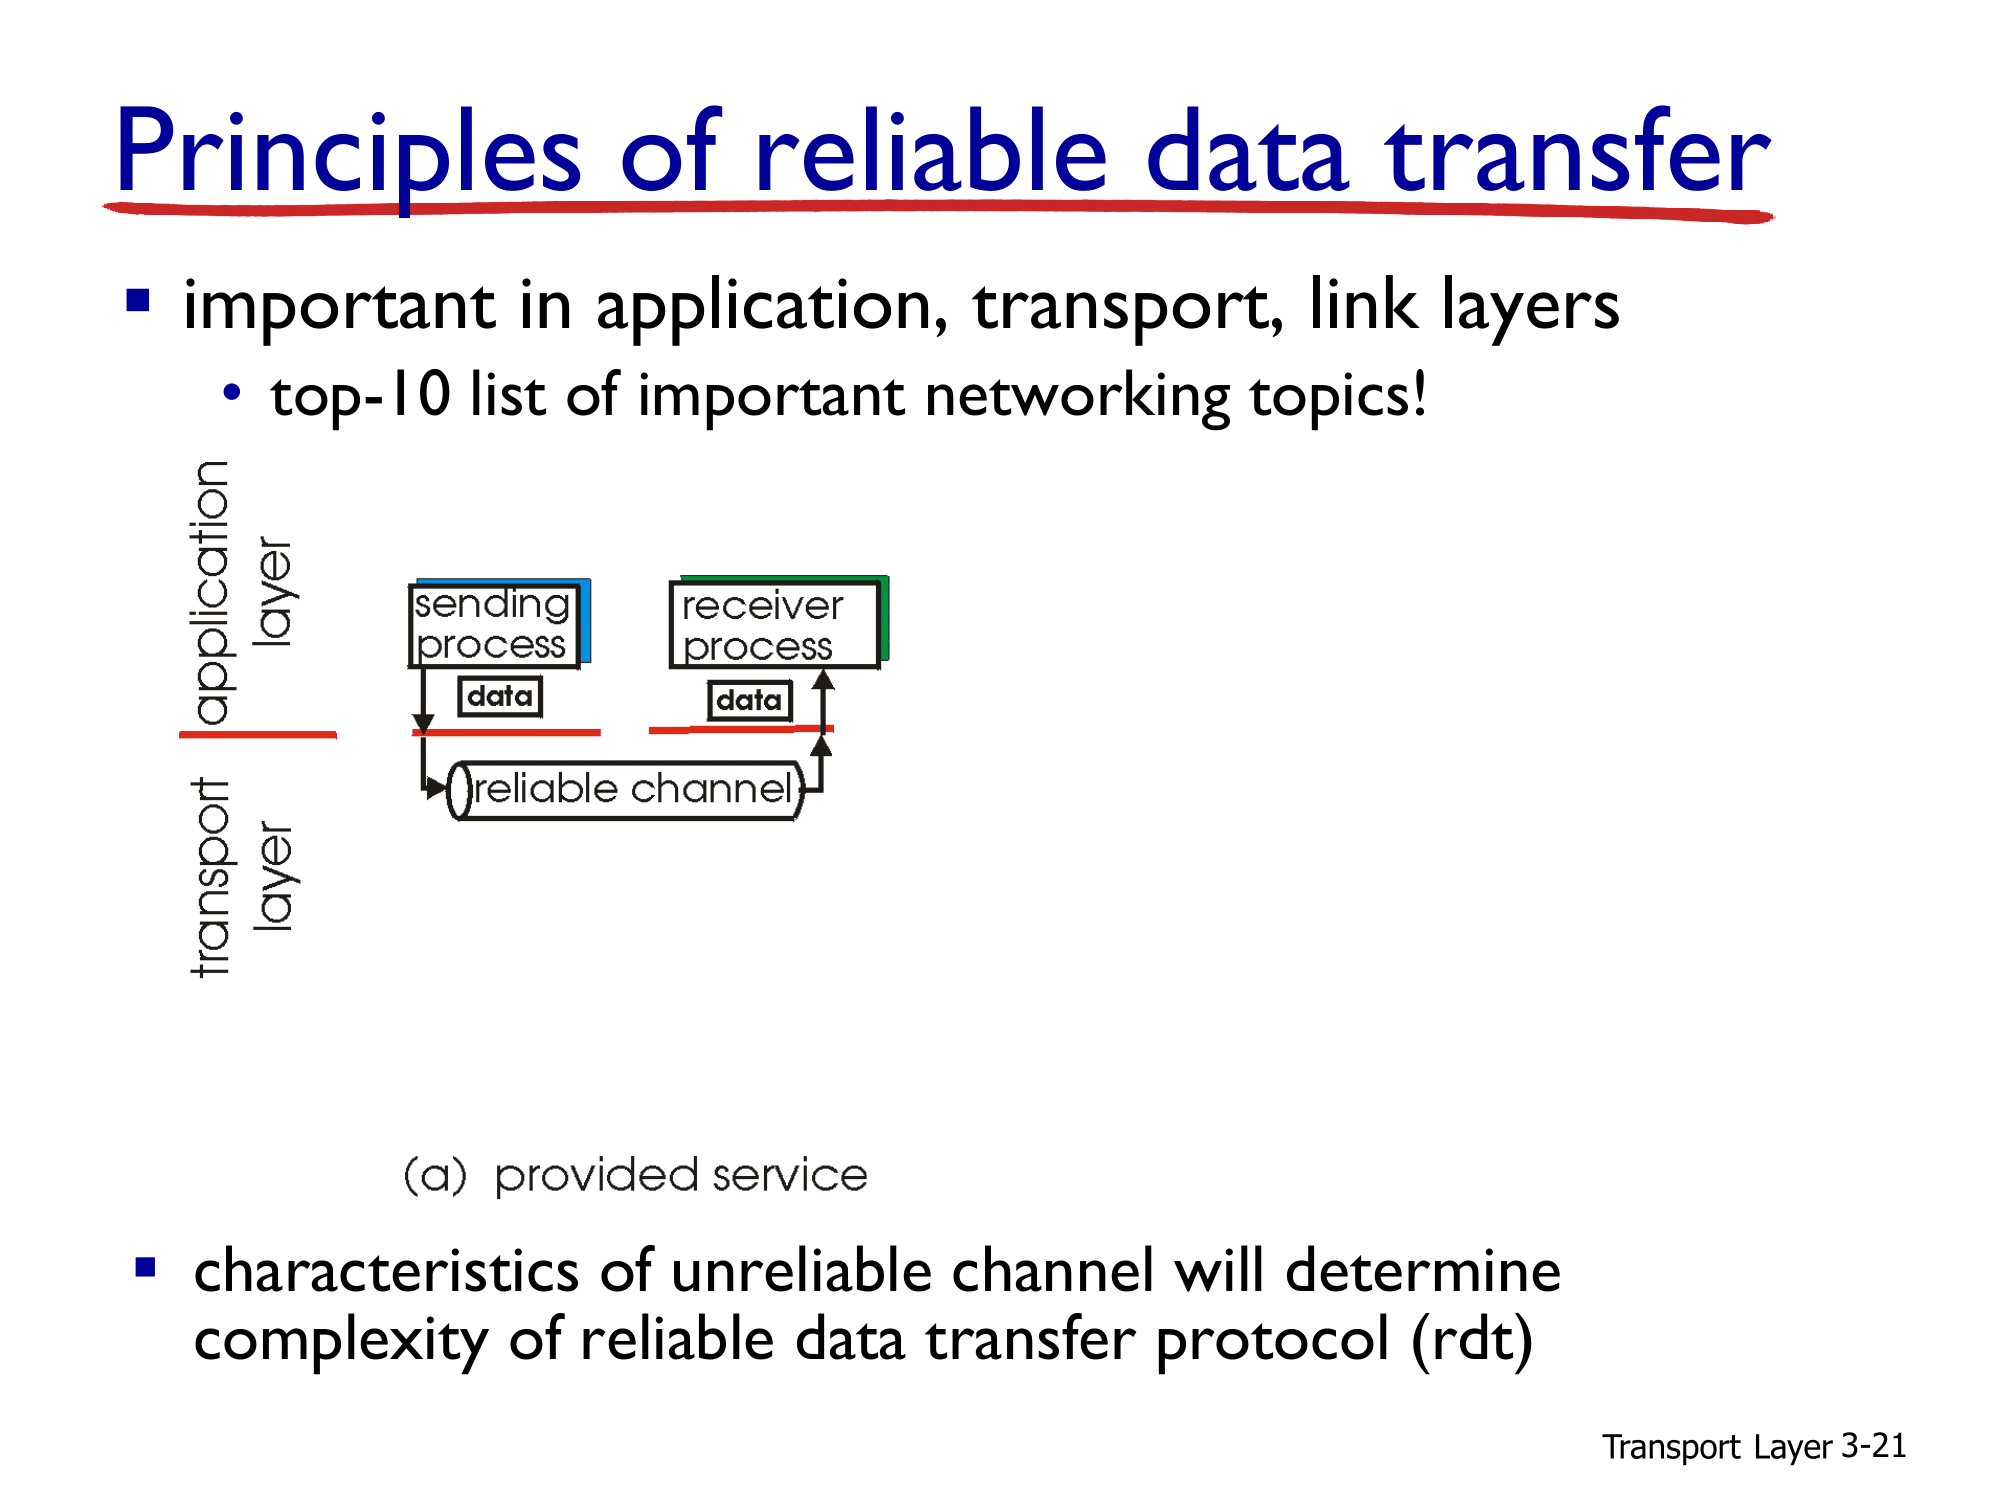 Principles of reliable data transfer
▪ important in application, transport, link layers
• top-10 list of important networking topics!
application
layer
transport
layer
sending
process
receiver
process
data
data
reliable channel
(a) provided service
▪ characteristics of unreliable channel will determine
complexity of reliable data transfer protocol (rdt)
Transport Layer 3-21